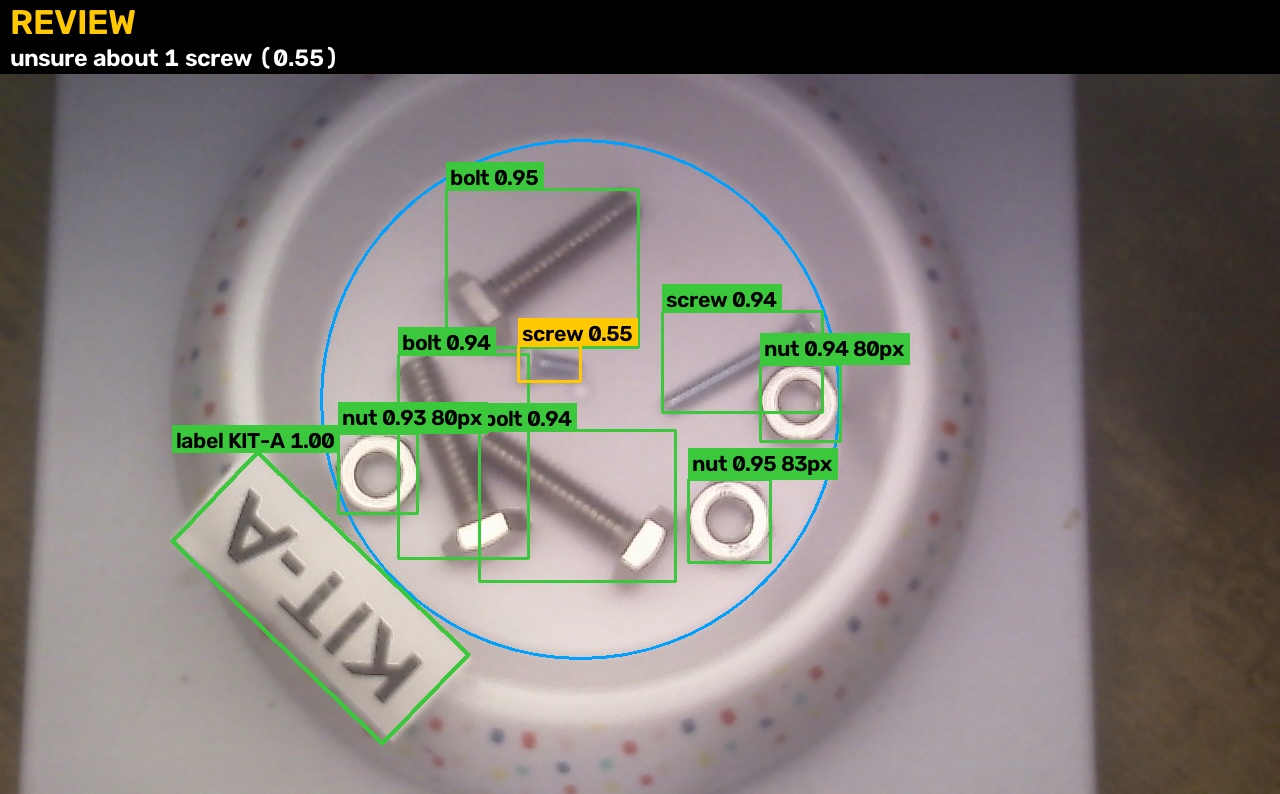 REVIEW
unsure about 1 screw (0.55)
bolt 0.95
screw 0.94
bolt 0.94
screw 0.55
nut 0.94 80px
nut 0.93 80px
bolt 0.94
label KIT-A 1.00
nut 0.95 83px
KIT-A